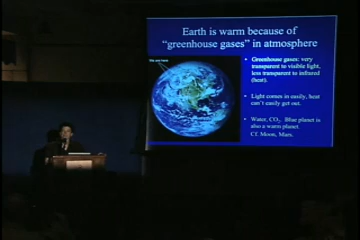 Earth is warm because of
"greenhouse gases" in atmosphere
• Greenhouse gases: very
transparent to visible light,
less transparent to infrared
(heat).
• Light comes in easily, heat
can't easily get out.
• Water, CO₂. Blue planet is
also a warm planet.
Cf. Moon, Mars.